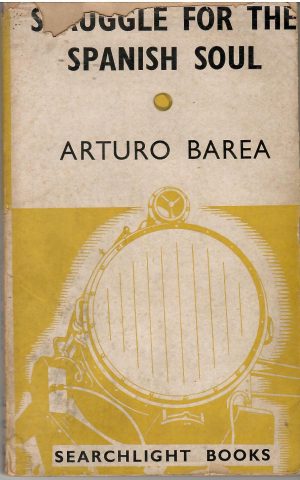 STRUGGLE FOR THE
SPANISH SOUL
ARTURO BAREA
SEARCHLIGHT BOOKS